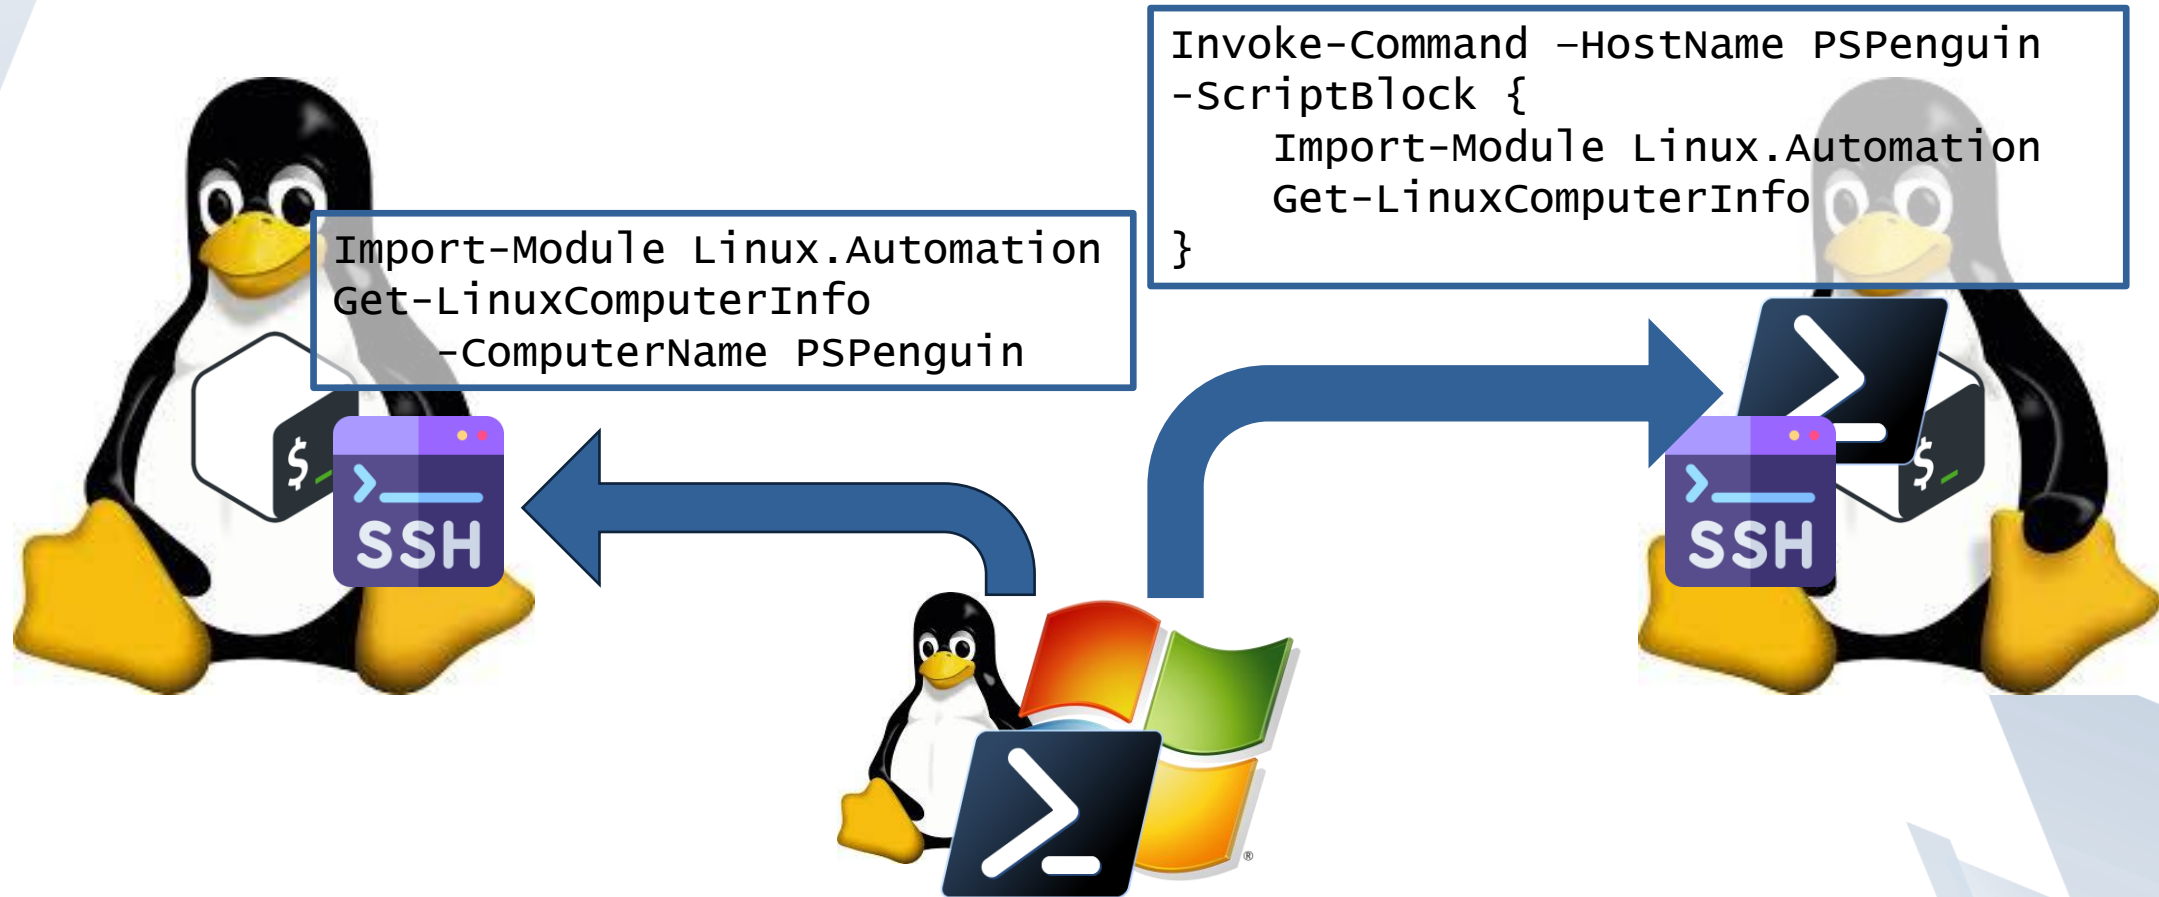 Invoke-Command –HostName PSPenguin
-ScriptBlock {
    Import-Module Linux.Automation
    Get-LinuxComputerInfo
}
Import-Module Linux.Automation
Get-LinuxComputerInfo
    -ComputerName PSPenguin
$_
SSH
$_
SSH
®